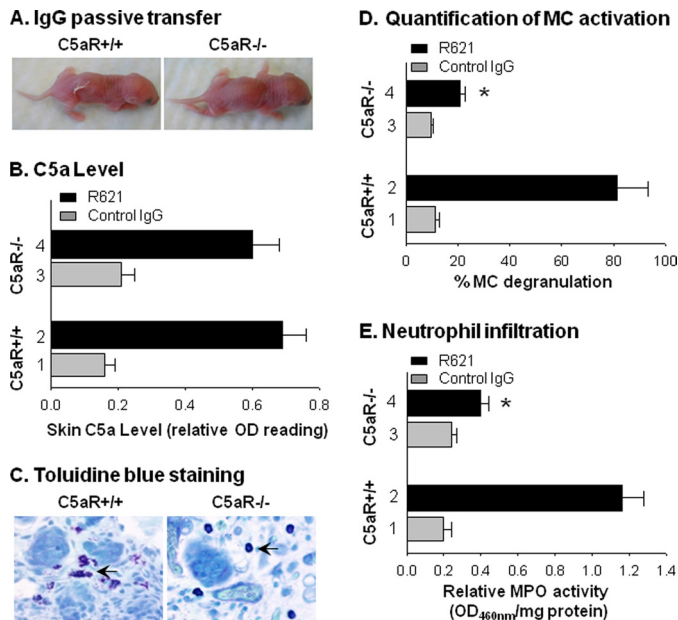 A. IgG passive transfer
C5aR+/+ C5aR-/-
B. C5a Level
R621
Control IgG
C5aR-/-
4
3
C5aR+/+
2
1
0.0 0.2 0.4 0.6 0.8
Skin C5a Level (relative OD reading)
C. Toluidine blue staining
C5aR+/+ C5aR-/-
D. Quantification of MC activation
R621
Control IgG
C5aR-/-
4 *
3
C5aR+/+
2
1
0 20 40 60 80 100
% MC degranulation
E. Neutrophil infiltration
R621
Control IgG
C5aR-/-
4 *
3
C5aR+/+
2
1
0.0 0.2 0.4 0.6 0.8 1.0 1.2 1.4
Relative MPO activity
(OD460nm/mg protein)